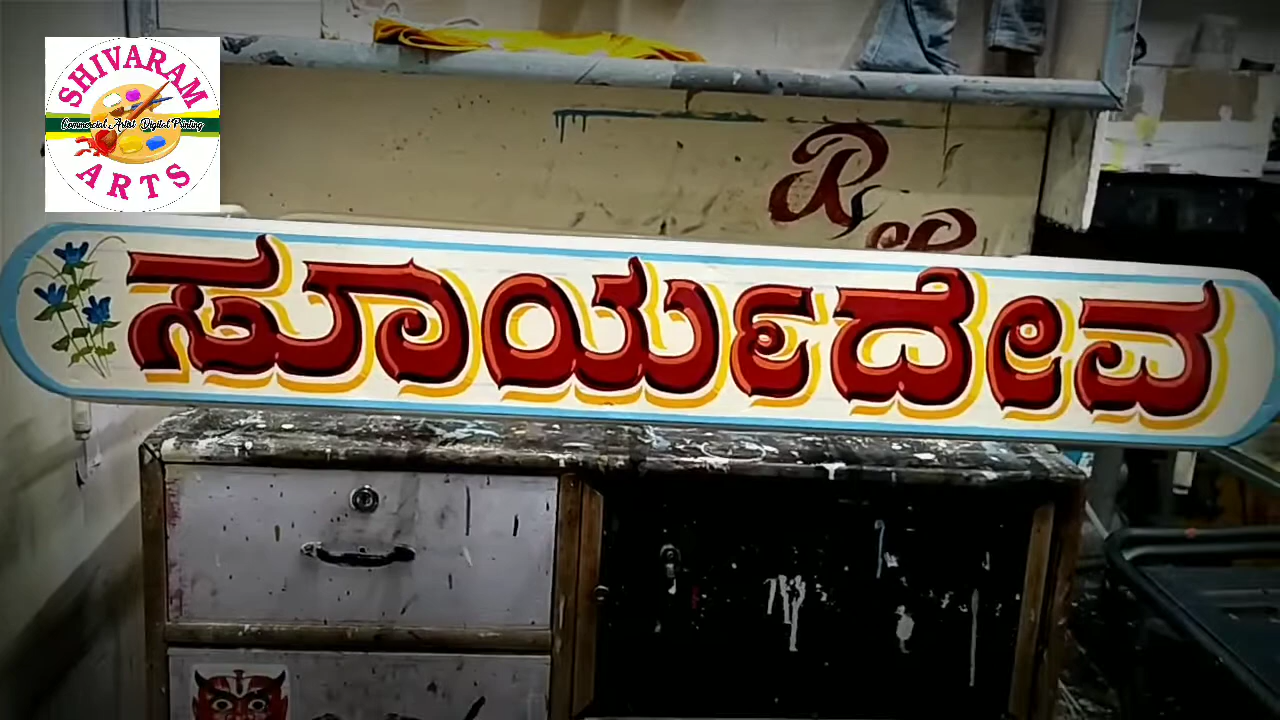 SHIVARAM
Commercial Artist Digital Printing
ARTS
ಸೂರ್ಯದೇವ